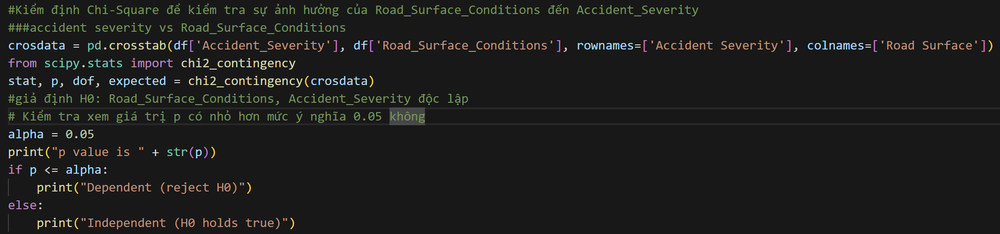 #Kiểm định Chi-Square để kiểm tra sự ảnh hưởng của Road_Surface_Conditions đến Accident_Severity
###accident severity vs Road_Surface_Conditions
crosdata = pd.crosstab(df['Accident_Severity'], df['Road_Surface_Conditions'], rownames=['Accident Severity'], colnames=['Road Surface'])
from scipy.stats import chi2_contingency
stat, p, dof, expected = chi2_contingency(crosdata)
#giả định H0: Road_Surface_Conditions, Accident_Severity độc lập
# Kiểm tra xem giá trị p có nhỏ hơn mức ý nghĩa 0.05 không
alpha = 0.05
print("p value is " + str(p))
if p <= alpha:
    print("Dependent (reject H0)")
else:
    print("Independent (H0 holds true)")